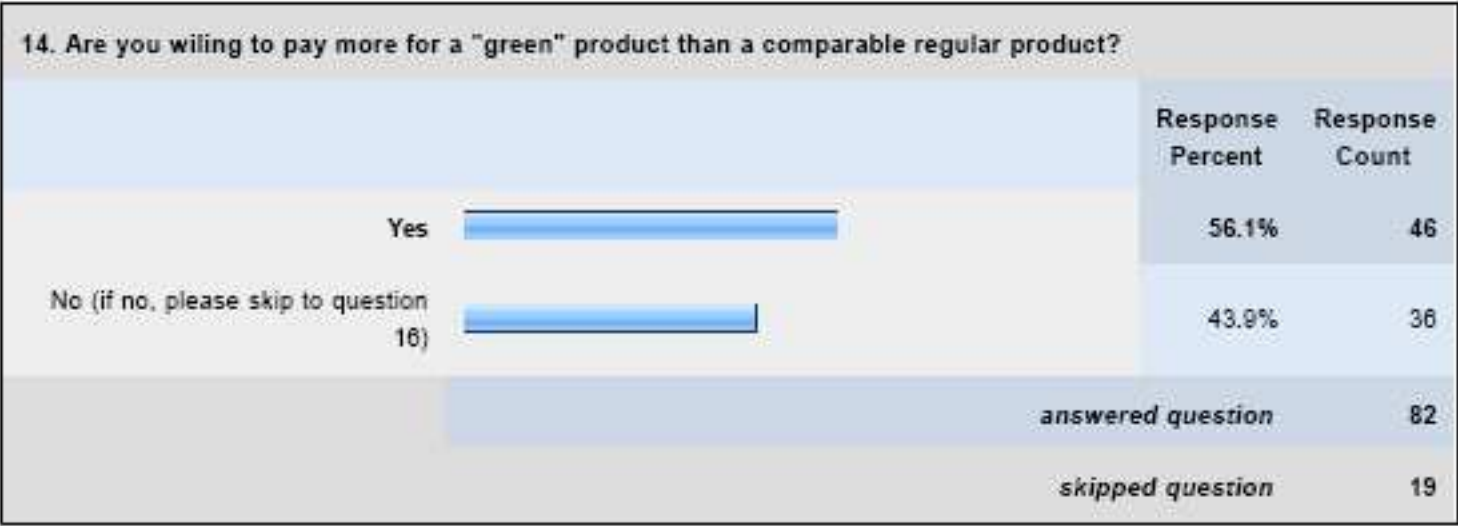 14. Are you wiling to pay more for a "green" product than a comparable regular product?
Response Percent
Response Count
Yes 56.1% 46
No (if no, please skip to question 16) 43.9% 36
answered question 82
skipped question 19